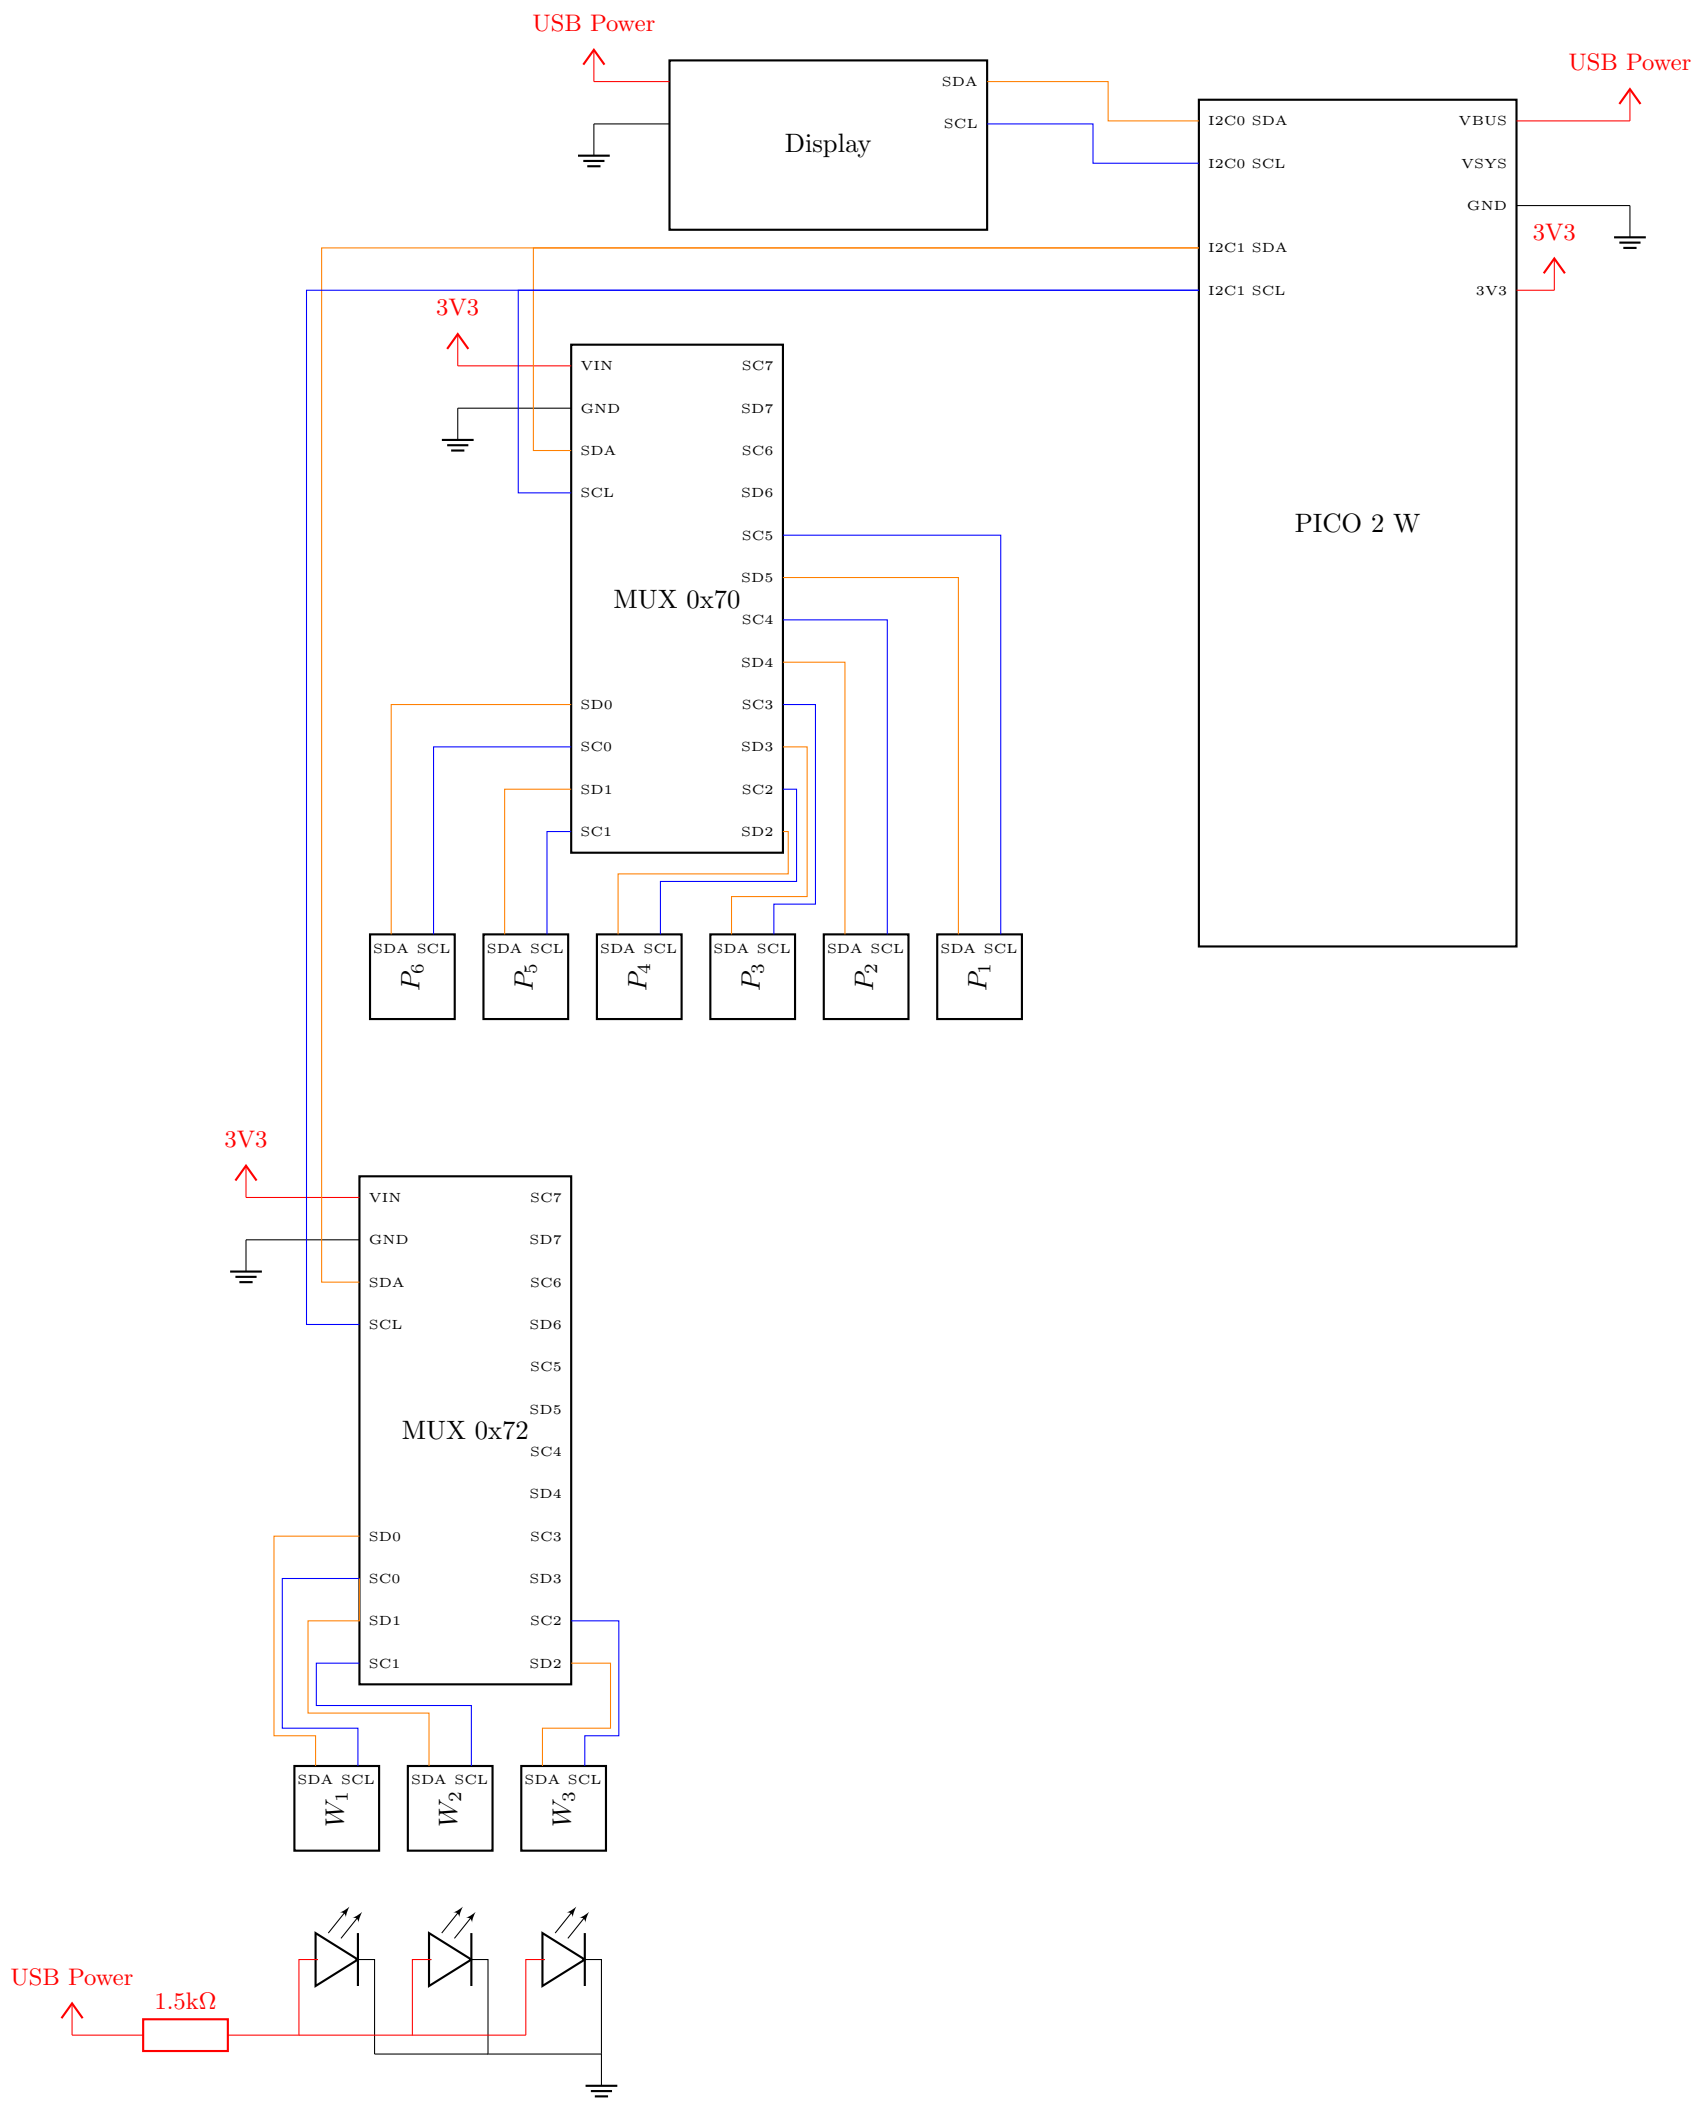 USB Power
USB Power
Display
SDA
SCL
I2C0 SDA
I2C0 SCL
I2C1 SDA
I2C1 SCL
VBUS
VSYS
GND
3V3
3V3
PICO 2 W
3V3
VIN
GND
SDA
SCL
SD0
SC0
SD1
SC1
MUX 0x70
SC7
SD7
SC6
SD6
SC5
SD5
SC4
SD4
SC3
SD3
SC2
SD2
SDA SCL
P6
SDA SCL
P5
SDA SCL
P4
SDA SCL
P3
SDA SCL
P2
SDA SCL
P1
3V3
VIN
GND
SDA
SCL
SD0
SC0
SD1
SC1
MUX 0x72
SC7
SD7
SC6
SD6
SC5
SD5
SC4
SD4
SC3
SD3
SC2
SD2
SDA SCL
W1
SDA SCL
W2
SDA SCL
W3
USB Power
1.5kΩ